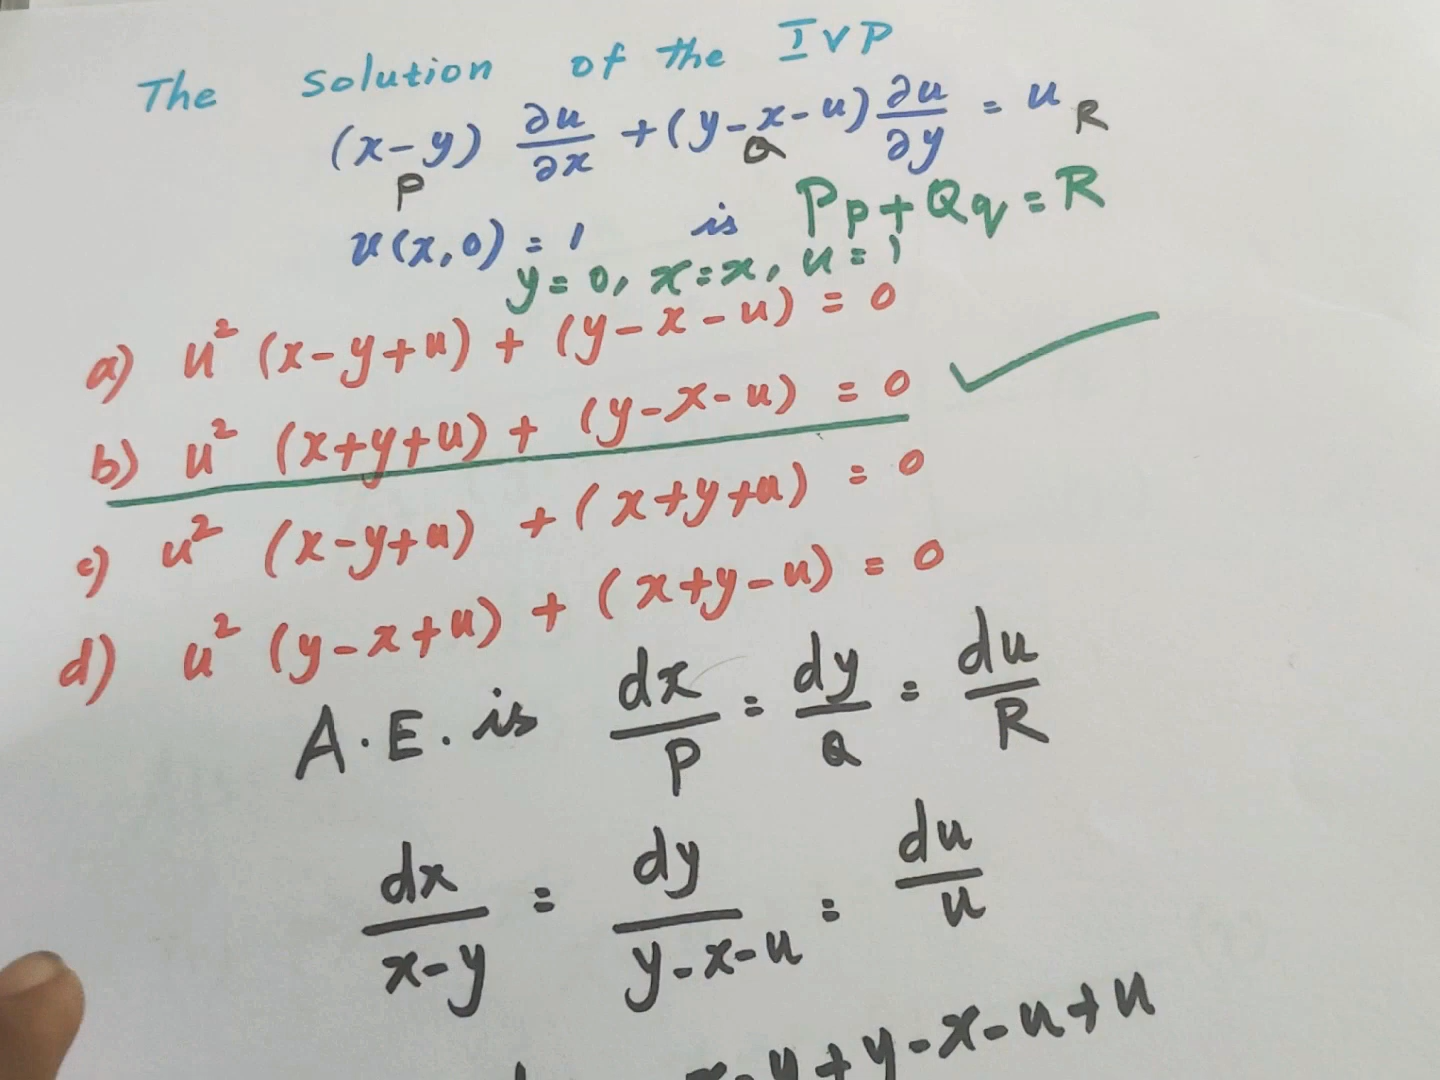 The Solution of the IVP
(x-y) ∂u/∂x + (y-x-u) ∂u/∂y = u
P Q R
u(x,0) = 1 is Pp + Qq = R
y=0, x=x, u=1
a) u² (x-y+u) + (y-x-u) = 0
b) u² (x+y+u) + (y-x-u) = 0
c) u² (x-y+u) + (x+y+u) = 0
d) u² (y-x+u) + (x+y-u) = 0
A.E. is dx/P = dy/Q = du/R
dx/(x-y) = dy/(y-x-u) = du/u
x-y+y-x-u+u